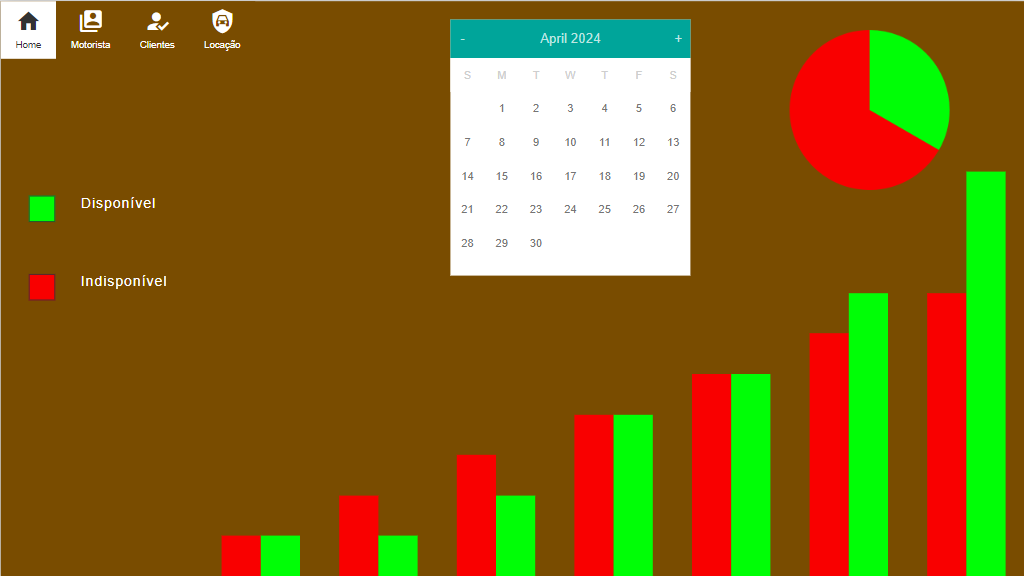 Home Motorista Clientes Locação
- April 2024 +
S M T W T F S
1 2 3 4 5 6
7 8 9 10 11 12 13
14 15 16 17 18 19 20
21 22 23 24 25 26 27
28 29 30
Disponível
Indisponível